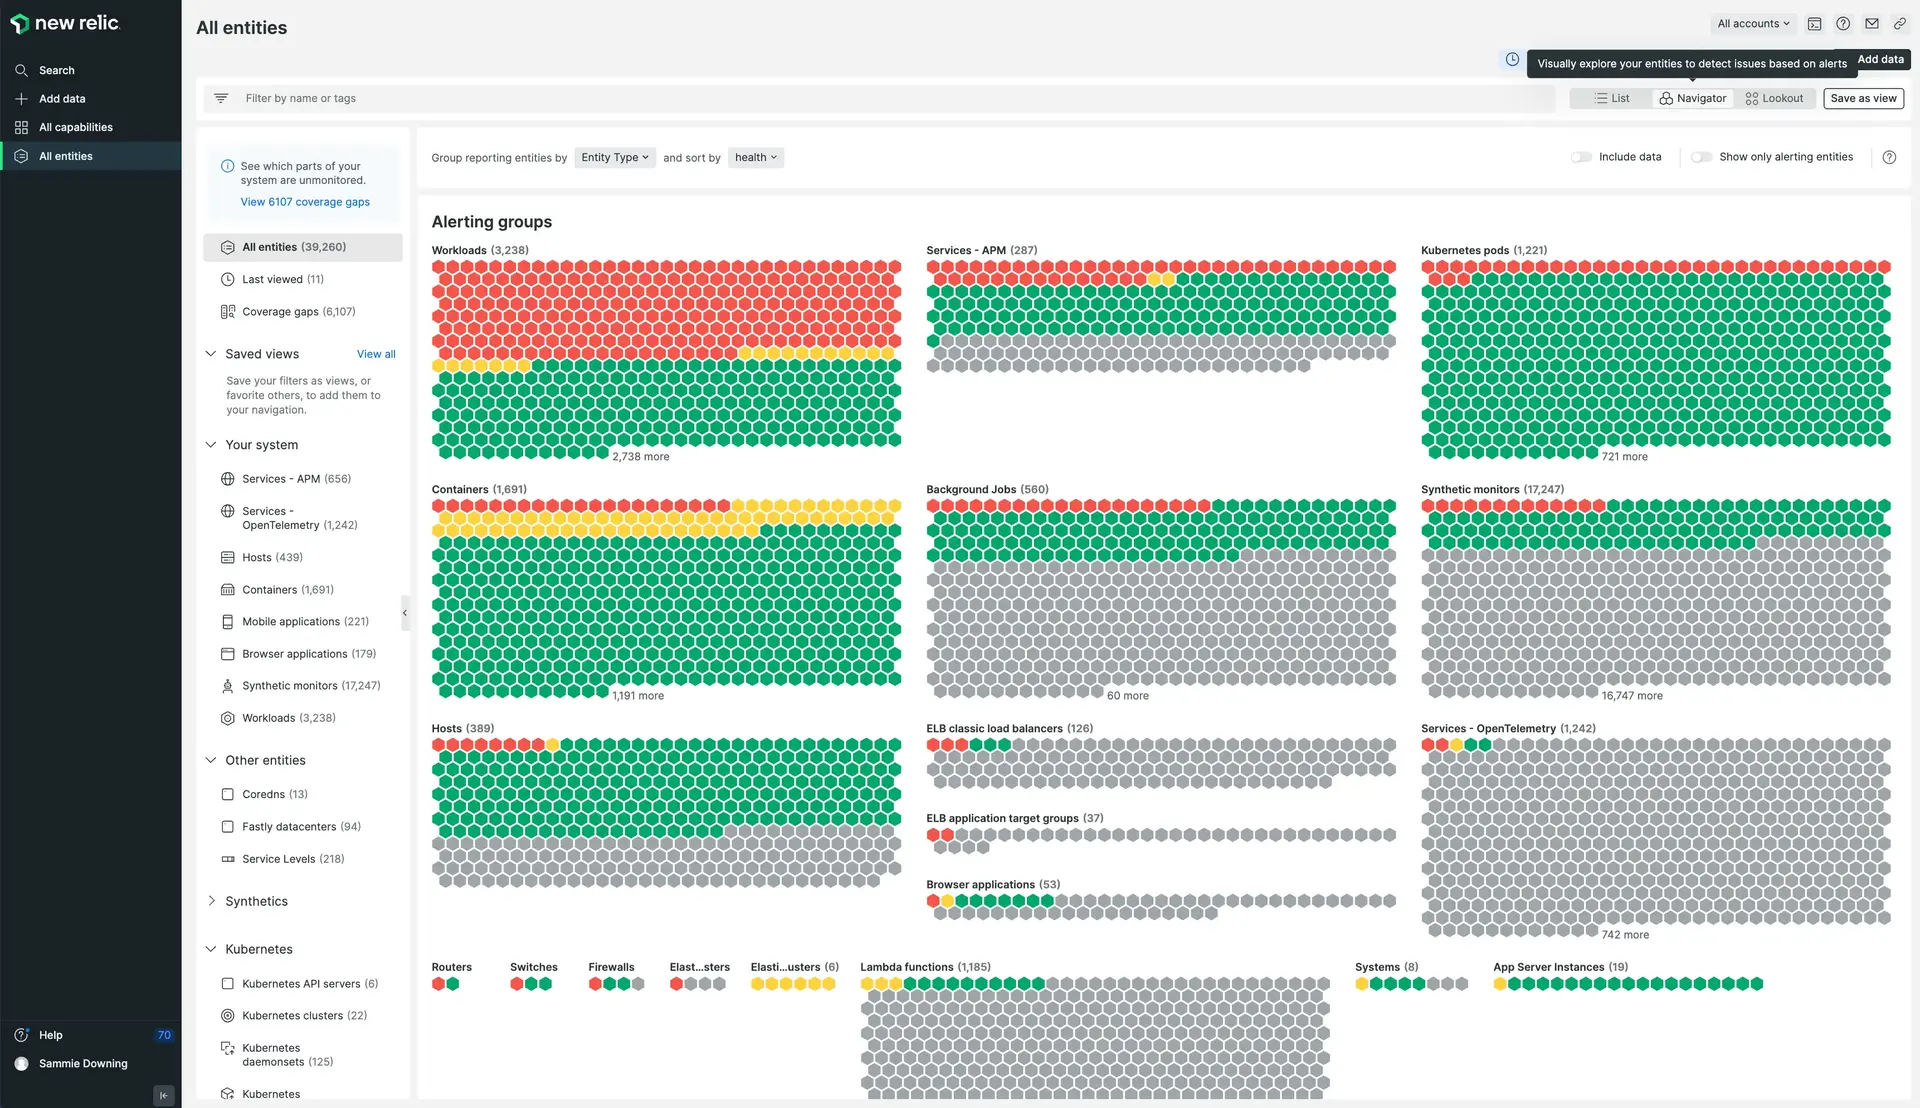 new relic
Search
Add data
All capabilities
All entities
Help
70
Sammie Downing
All entities
All accounts
Visually explore your entities to detect issues based on alerts
Add data
Filter by name or tags
List
Navigator
Lookout
Save as view
See which parts of your
system are unmonitored.
View 6107 coverage gaps
All entities (39,260)
Last viewed (11)
Coverage gaps (6,107)
Saved views
View all
Save your filters as views, or
favorite others, to add them to
your navigation.
Your system
Services - APM (656)
Services -
OpenTelemetry (1,242)
Hosts (439)
Containers (1,691)
Mobile applications (221)
Browser applications (179)
Synthetic monitors (17,247)
Workloads (3,238)
Other entities
Coredns (13)
Fastly datacenters (94)
Service Levels (218)
Synthetics
Kubernetes
Kubernetes API servers (6)
Kubernetes clusters (22)
Kubernetes
daemonsets (125)
Kubernetes
Group reporting entities by Entity Type and sort by health
Include data
Show only alerting entities
Alerting groups
Workloads (3,238)
2,738 more
Services - APM (287)
Kubernetes pods (1,221)
721 more
Containers (1,691)
1,191 more
Background Jobs (560)
60 more
Synthetic monitors (17,247)
16,747 more
Hosts (389)
ELB classic load balancers (126)
ELB application target groups (37)
Browser applications (53)
Services - OpenTelemetry (1,242)
742 more
Routers
Switches
Firewalls
Elast...sters
Elasti...usters (6)
Lambda functions (1,185)
Systems (8)
App Server Instances (19)